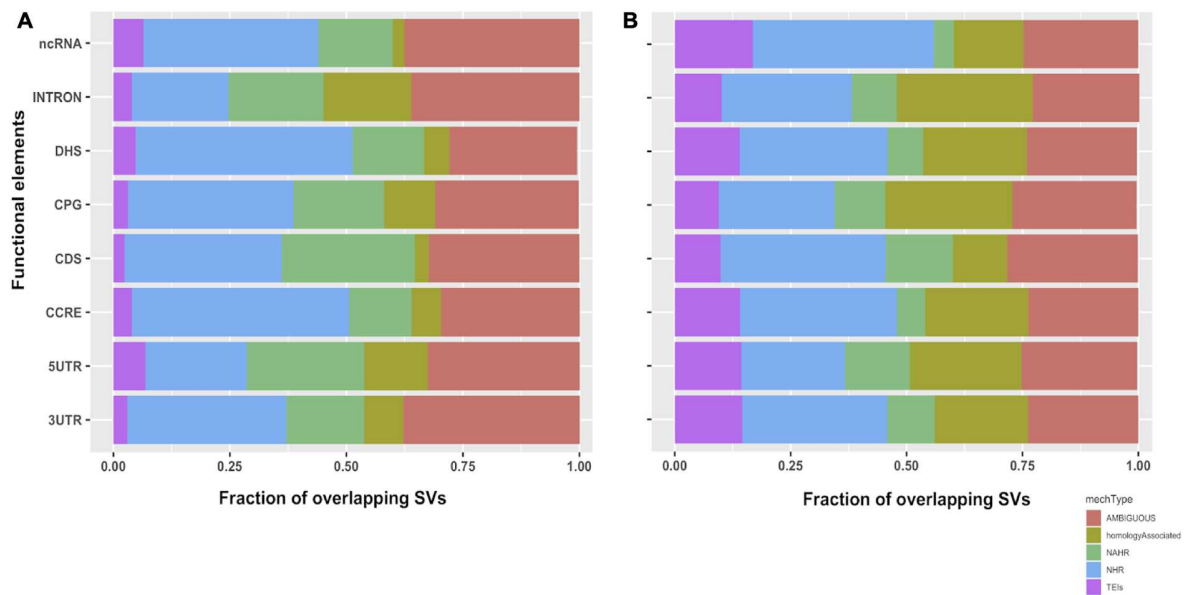 A
B
Functional elements
ncRNA
INTRON
DHS
CPG
CDS
CCRE
5UTR
3UTR
0.00 0.25 0.50 0.75 1.00
0.00 0.25 0.50 0.75 1.00
Fraction of overlapping SVs
Fraction of overlapping SVs
mechType
AMBIGUOUS
homologyAssociated
NAHR
NHR
TEIs